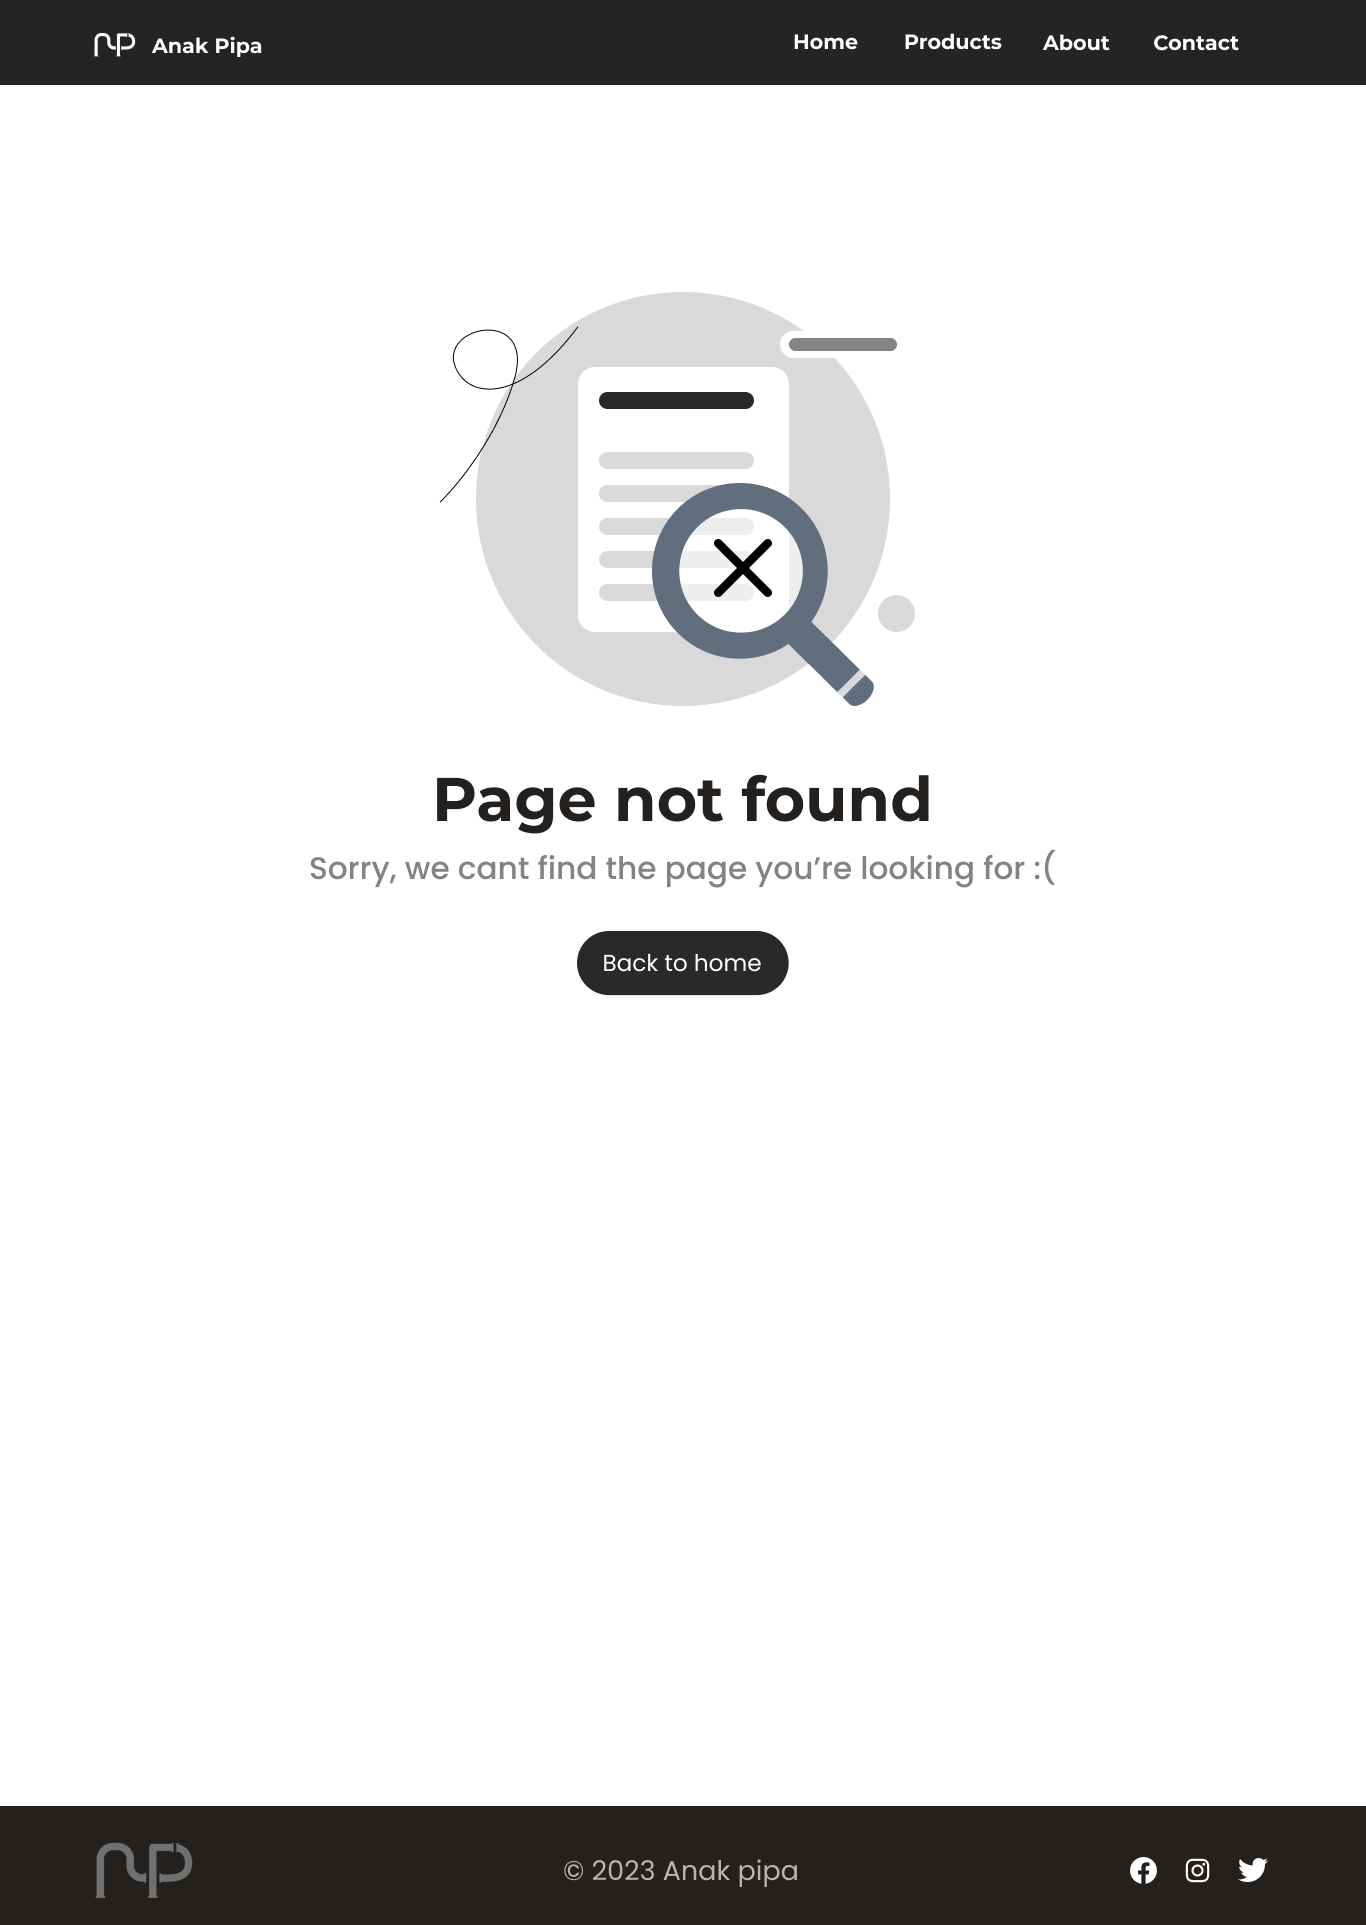 Anak Pipa
Home Products About Contact
Page not found
Sorry, we cant find the page you’re looking for :(
Back to home
© 2023 Anak pipa